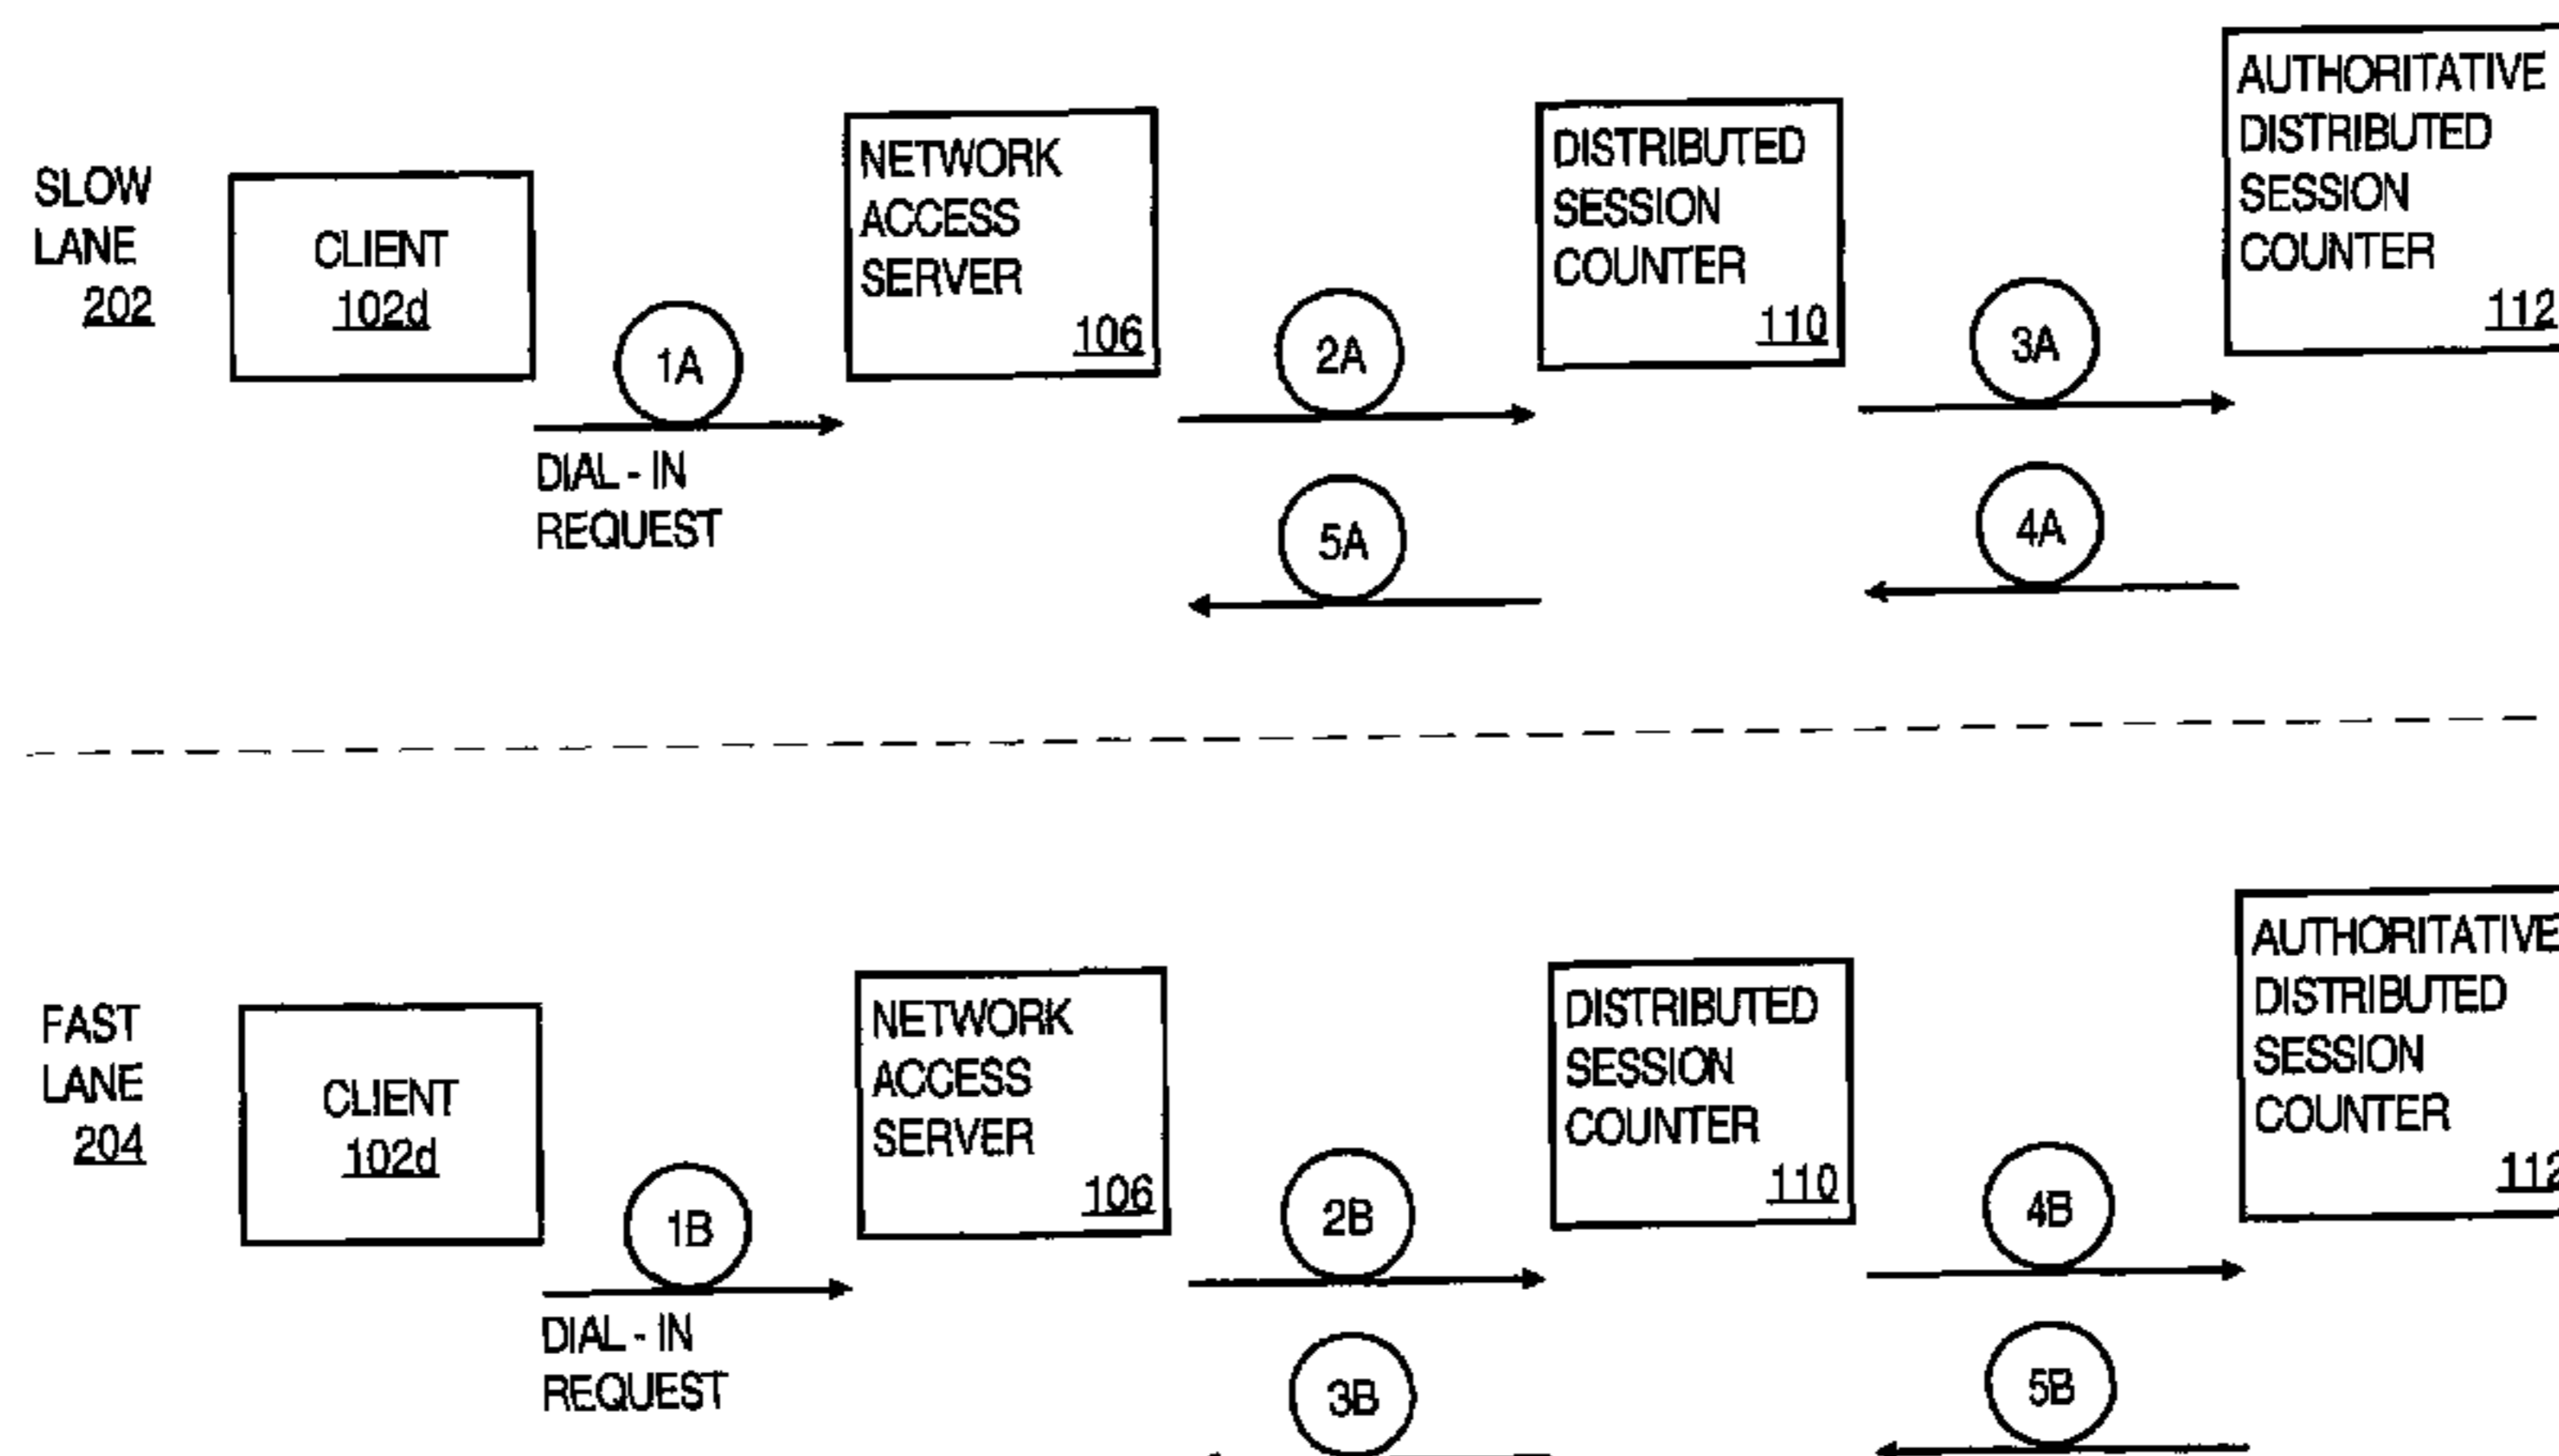 SLOW
LANE
202
CLIENT
102d
1A
DIAL - IN
REQUEST
NETWORK
ACCESS
SERVER
106
2A
5A
DISTRIBUTED
SESSION
COUNTER
110
3A
4A
AUTHORITATIVE
DISTRIBUTED
SESSION
COUNTER
112
FAST
LANE
204
CLIENT
102d
1B
DIAL - IN
REQUEST
NETWORK
ACCESS
SERVER
106
2B
3B
DISTRIBUTED
SESSION
COUNTER
110
4B
5B
AUTHORITATIVE
DISTRIBUTED
SESSION
COUNTER
112